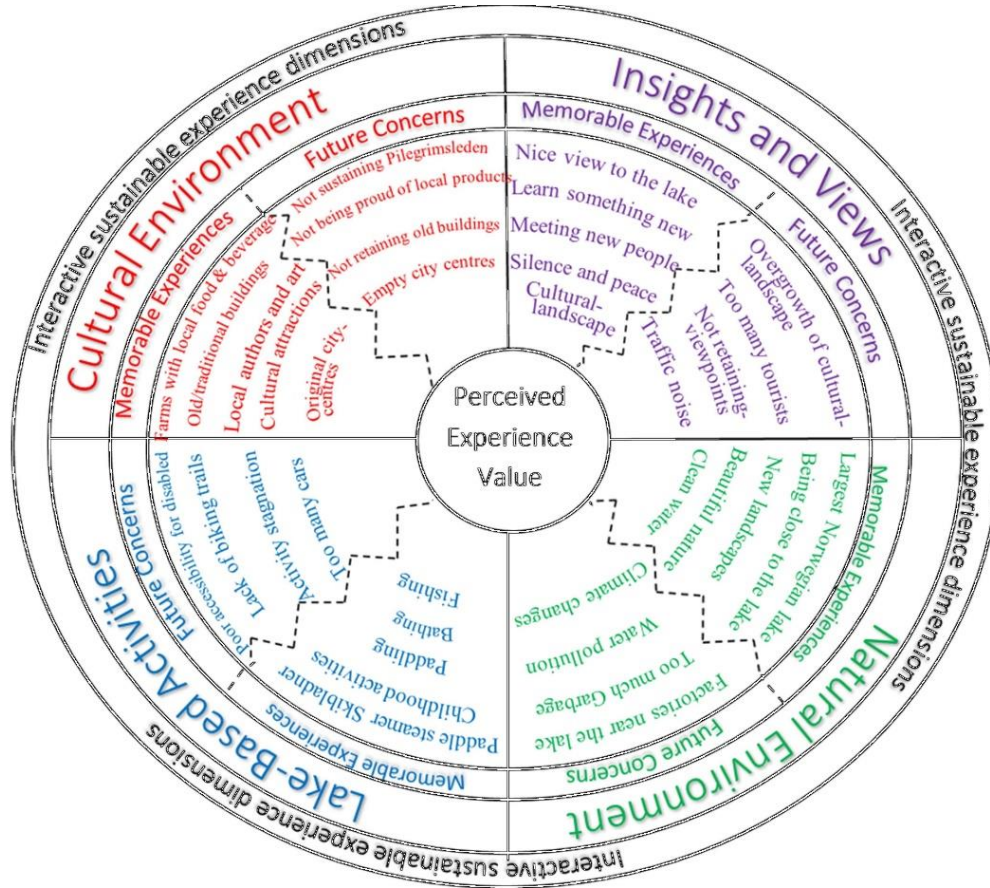 Interactive sustainable experience dimensions
Cultural Environment
Future Concerns
Not sustaining Pilegrimsleden
Not being proud of local products
Not retaining old buildings
Empty city centres
Memorable Experiences
Farms with local food & beverage
Old/traditional buildings
Local authors and art
Cultural attractions
Original city-
centres
Interactive sustainable experience dimensions
Insights and Views
Memorable Experiences
Nice view to the lake
Learn something new
Meeting new people
Silence and peace
Cultural-
landscape
Future Concerns
Overgrowth of cultural-
landscape
Too many tourists
Not retaining-
viewpoints
Traffic noise
Perceived
Experience
Value
Interactive sustainable experience dimensions
Natural Environment
Memorable Experiences
Largest Norwegian lake
Being close to the lake
New landscapes
Beautiful nature
Clean water
Future Concerns
Climate changes
Water pollution
Too much Garbage
Factories near the lake
Interactive sustainable experience dimensions
Lake-Based Activities
Future Concerns
Poor accessibility for disabled
Lack of biking trails
Activity stagnation
Too many cars
Memorable Experiences
Fishing
Bathing
Paddling
Childhood activities
Paddle steamer Skibladner